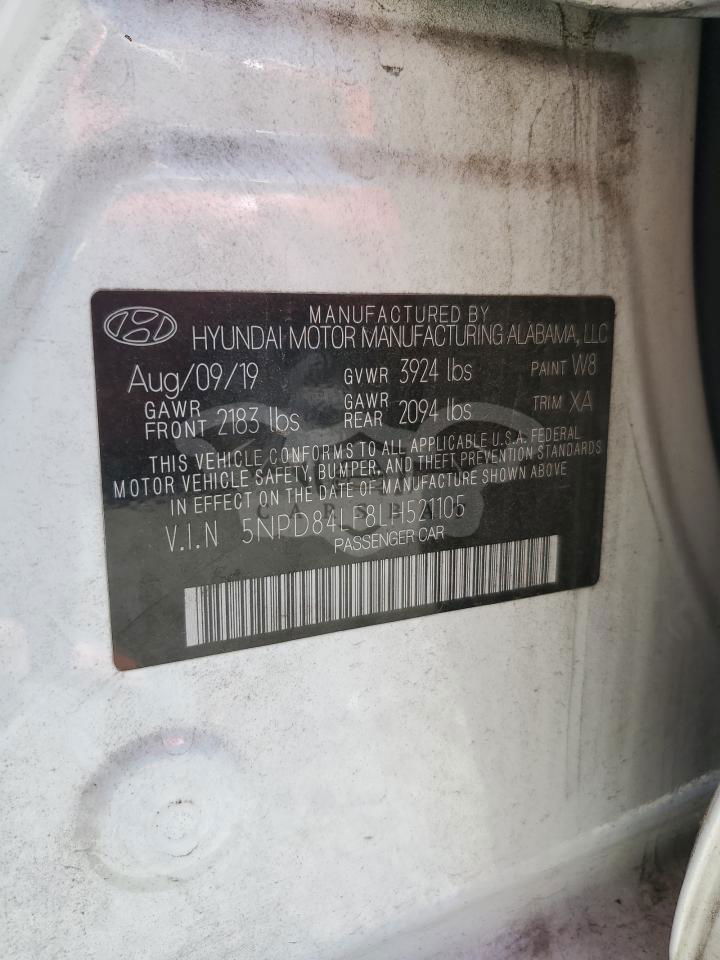 MANUFACTURED BY
HYUNDAI MOTOR MANUFACTURING ALABAMA, LLC
Aug/09/19 GVWR 3924 lbs PAINT W8
GAWR FRONT 2183 lbs GAWR REAR 2094 lbs TRIM XA
THIS VEHICLE CONFORMS TO ALL APPLICABLE U.S.A. FEDERAL
MOTOR VEHICLE SAFETY, BUMPER, AND THEFT PREVENTION STANDARDS
IN EFFECT ON THE DATE OF MANUFACTURE SHOWN ABOVE
V.I.N 5NPD84LF8LH521105
PASSENGER CAR